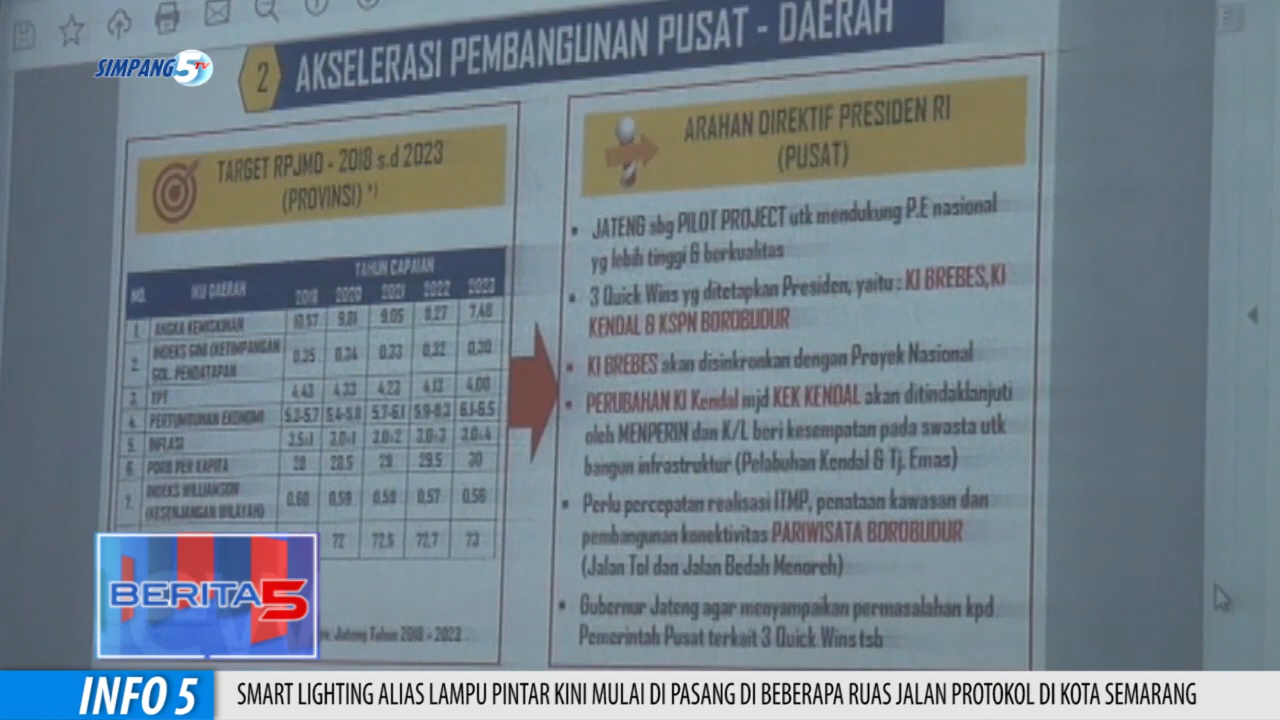 SIMPANG5 TV
2 AKSELERASI PEMBANGUNAN PUSAT - DAERAH
TARGET RPJMD - 2018 s.d 2023
(PROVINSI) *)
NO. IKU DAERAH TAHUN CAPAIAN
2019 2020 2021 2022 2023
1. ANGKA KEMISKINAN 10,57 9,81 9,05 8,27 7,48
2. INDEKS GINI (KETIMPANGAN
GOL. PENDAPATAN 0,35 0,34 0,33 0,32 0,30
3. TPT 4,43 4,33 4,23 4,13 4,00
4. PERTUMBUHAN EKONOMI 5.3-5.7 5.4-5.8 5.7-6.1 5.9-6.3 6.1-6.5
5. INFLASI 3.5±1 3.0±1 3.0±2 3.0±3 3.0±4
6. PDRB PER KAPITA 28 28.5 29 29.5 30
7. INDEKS WILLIAMSON
(KESENJANGAN WILAYAH) 0.60 0,59 0,58 0,57 0,56
72 72,5 72,7 73
Jateng Tahun 2018 - 2023
ARAHAN DIREKTIF PRESIDEN RI
(PUSAT)
▪ JATENG sbg PILOT PROJECT utk mendukung P.E nasional
yg lebih tinggi & berkualitas
▪ 3 Quick Wins yg ditetapkan Presiden, yaitu : KI BREBES, KI
KENDAL & KSPN BOROBUDUR
▪ KI BREBES akan disinkronkan dengan Proyek Nasional
▪ PERUBAHAN KI Kendal mjd KEK KENDAL akan ditindaklanjuti
oleh MENPERIN dan K/L beri kesempatan pada swasta utk
bangun infrastruktur (Pelabuhan Kendal & Tj. Emas)
▪ Perlu percepatan realisasi ITMP, penataan kawasan dan
pembangunan konektivitas PARIWISATA BOROBUDUR
(Jalan Tol dan Jalan Bedah Menoreh)
▪ Gubernur Jateng agar menyampaikan permasalahan kpd
Pemerintah Pusat terkait 3 Quick Wins tsb
BERITA5
INFO 5 SMART LIGHTING ALIAS LAMPU PINTAR KINI MULAI DI PASANG DI BEBERAPA RUAS JALAN PROTOKOL DI KOTA SEMARANG